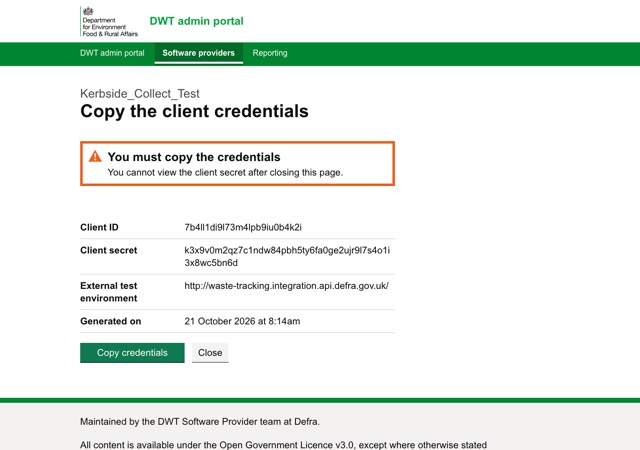 Department
for Environment
Food & Rural Affairs
DWT admin portal
DWT admin portal
Software providers
Reporting
Kerbside_Collect_Test
Copy the client credentials
You must copy the credentials
You cannot view the client secret after closing this page.
Client ID
7b4ll1di9l73m4lpb9iu0b4k2i
Client secret
k3x9v0m2qz7c1ndw84pbh5ty6fa0ge2ujr9l7s4o1i
3x8wc5bn6d
External test
environment
http://waste-tracking.integration.api.defra.gov.uk/
Generated on
21 October 2026 at 8:14am
Copy credentials
Close
Maintained by the DWT Software Provider team at Defra.
All content is available under the Open Government Licence v3.0, except where otherwise stated